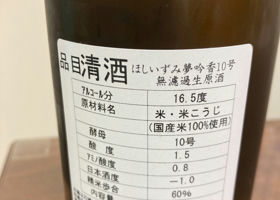 品目 清酒 ほしいずみ夢吟香10号
無濾過生原酒
アルコール分 16.5度
原材料名 米・米こうじ
(国産米100%使用)
酵母 10号
酸度 1.5
アミノ酸度 0.8
日本酒度 -1.0
精米歩合 60%